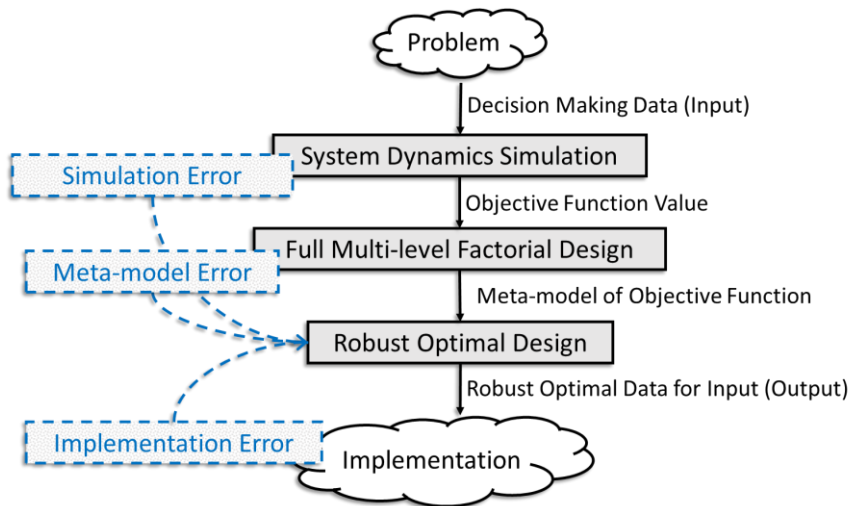 Problem
Decision Making Data (Input)
System Dynamics Simulation
Simulation Error
Objective Function Value
Full Multi-level Factorial Design
Meta-model Error
Meta-model of Objective Function
Robust Optimal Design
Robust Optimal Data for Input (Output)
Implementation Error
Implementation